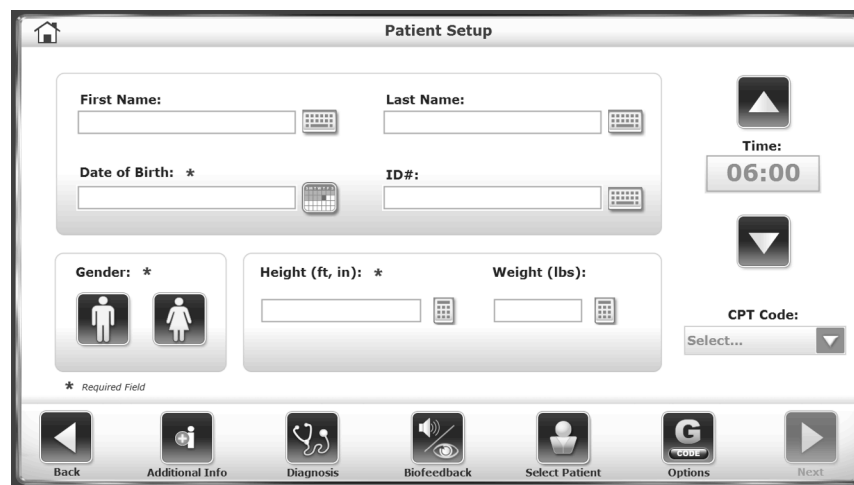 Patient Setup
First Name:
Last Name:
Date of Birth: *
ID#:
Time:
06:00
Gender: *
Height (ft, in): *
Weight (lbs):
CPT Code:
Select...
* Required Field
Back
Additional Info
Diagnosis
Biofeedback
Select Patient
G
CODE
Options
Next